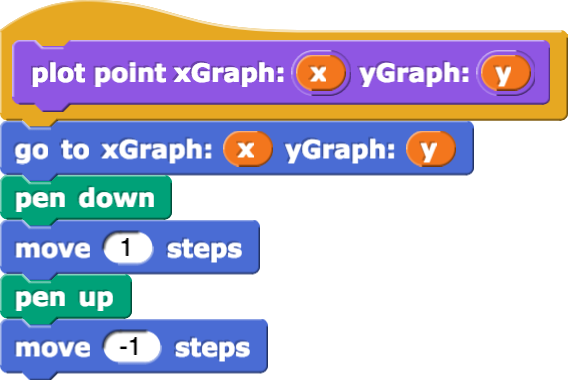 plot point xGraph: x yGraph: y
go to xGraph: x yGraph: y
pen down
move 1 steps
pen up
move -1 steps